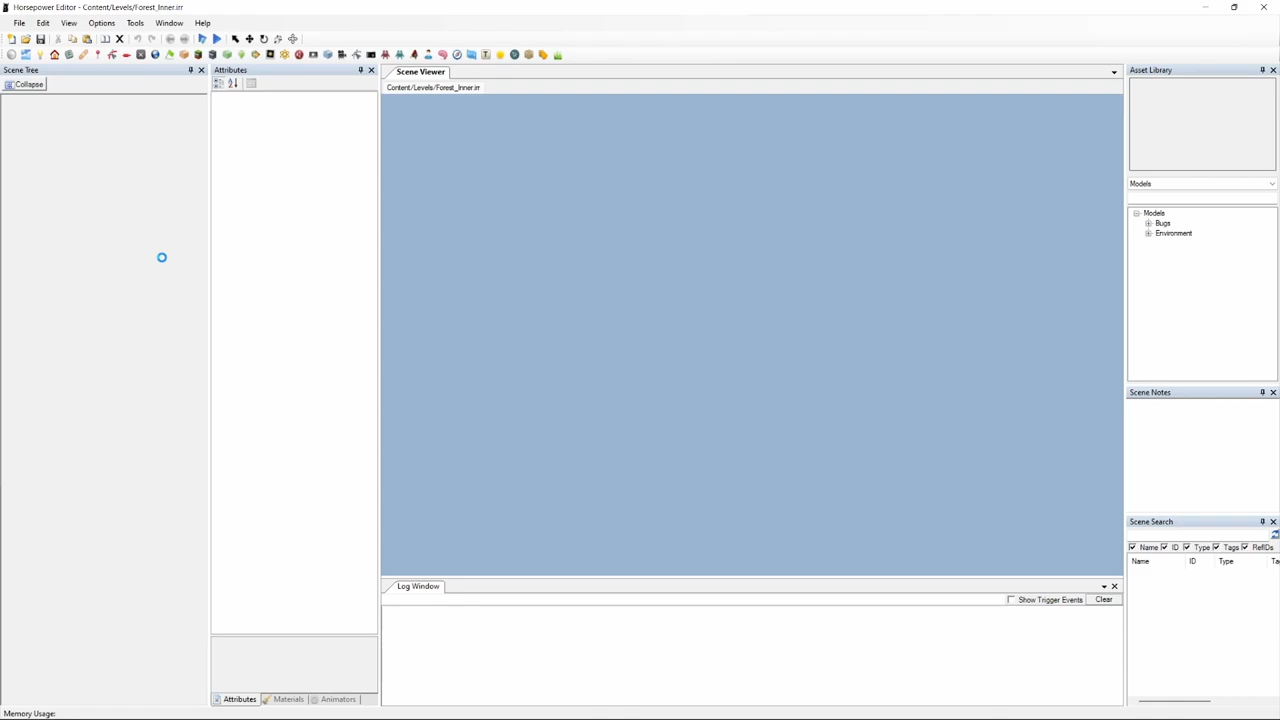 Horsepower Editor - Content/Levels/Forest_Inner.irr
File Edit View Options Tools Window Help
Scene Tree
Collapse
Attributes
Attributes Materials Animators
Scene Viewer
Content/Levels/Forest_Inner.irr
Log Window
Show Trigger Events Clear
Asset Library
Models
Models
Bugs
Environment
Scene Notes
Scene Search
Name ID Type Tags RefIDs
Name ID Type Ta
Memory Usage: